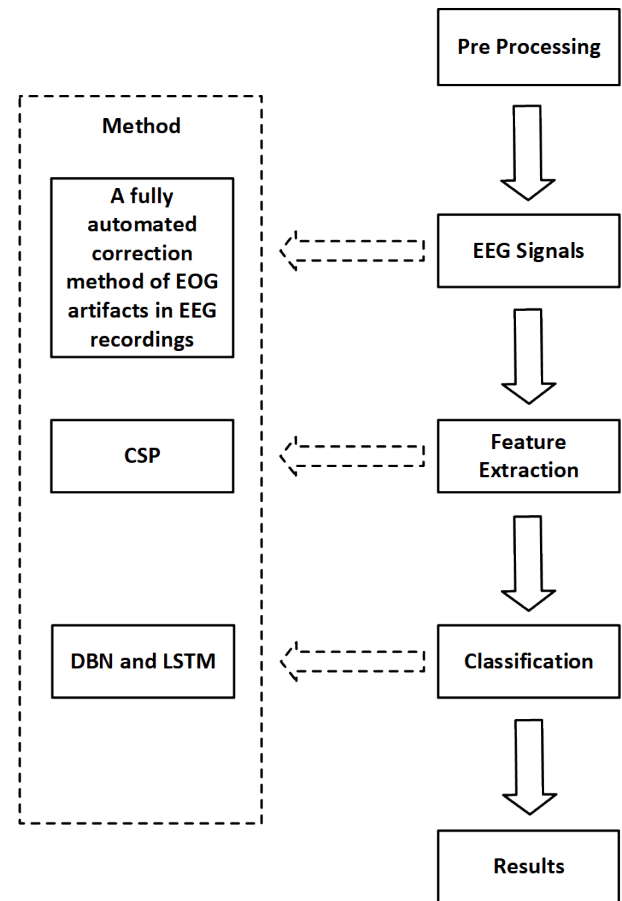 Pre Processing
Method
A fully
automated
correction
method of EOG
artifacts in EEG
recordings
EEG Signals
CSP
Feature
Extraction
DBN and LSTM
Classification
Results